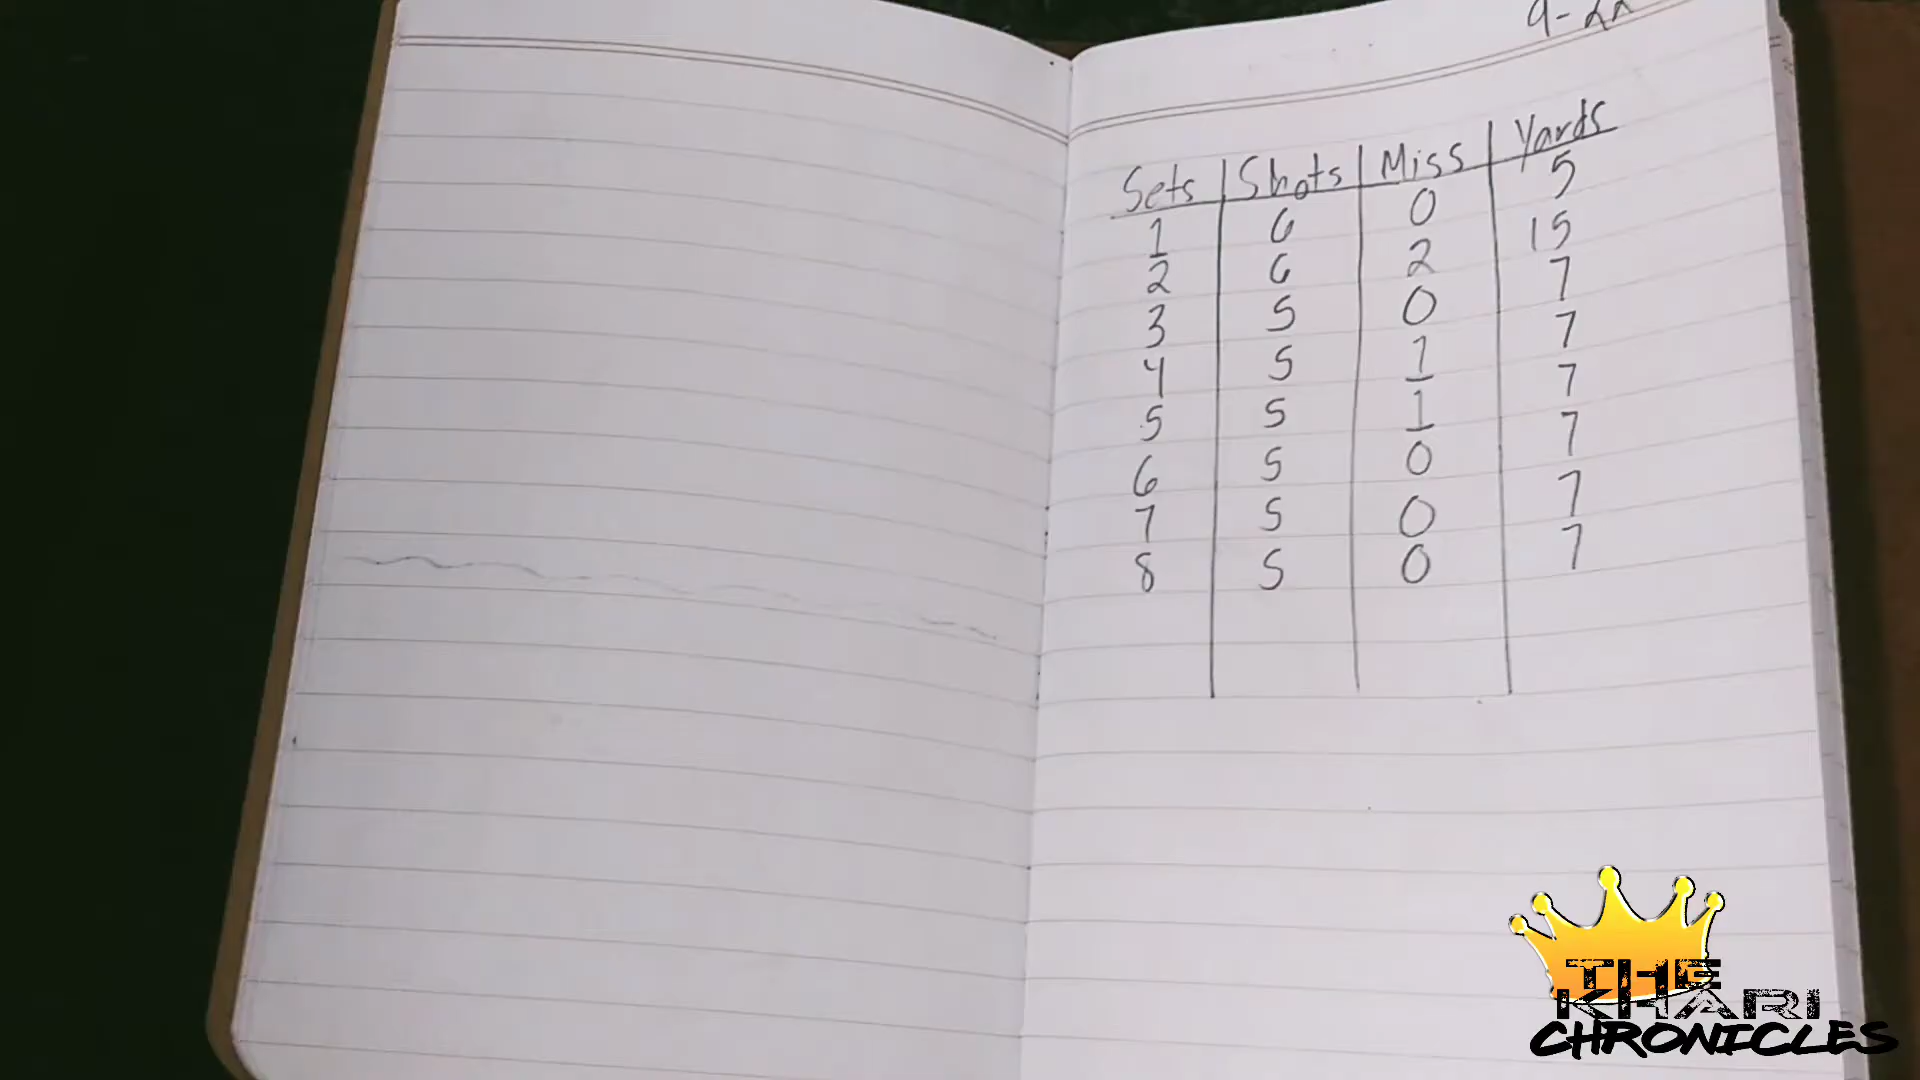 9-22
Sets Shots Miss Yards
1 6 0 5
2 6 2 15
3 5 0 7
4 5 1 7
5 5 1 7
6 5 0 7
7 5 0 7
8 5 0 7
THE
KHARI
CHRONICLES